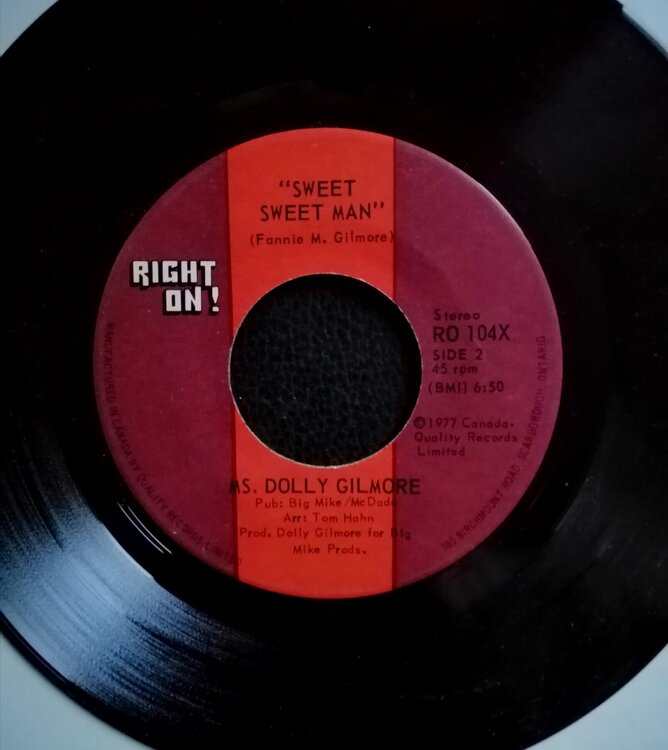 "SWEET
SWEET MAN"
(Fannie M. Gilmore)
RIGHT
ON!
Stereo
RO 104X
SIDE 2
45 rpm
(BMI) 6:50
©1977 Canada-
Quality Records
Limited
MS. DOLLY GILMORE
Pub: Big Mike/McDade
Arr: Tom Hahn
Prod. Dolly Gilmore for Big
Mike Prods.
MANUFACTURED IN CANADA BY QUALITY RECORDS LIMITED
BIRCHMOUNT ROAD SCARBOROUGH ONTARIO